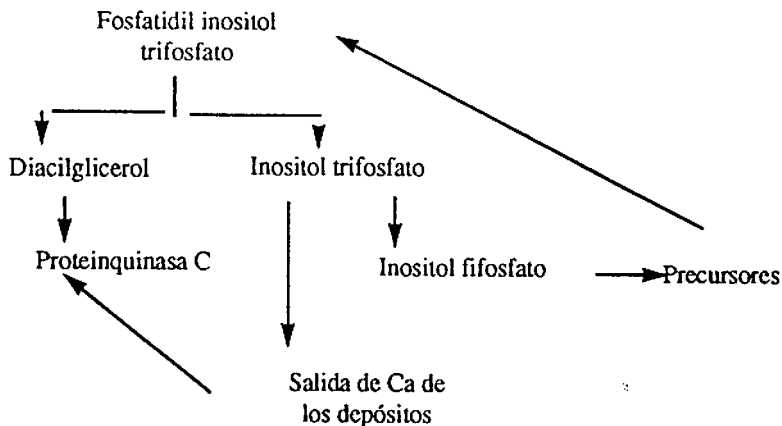 Fosfatidil inositol
trifosfato
Diacilglicerol
Inositol trifosfato
Proteinquinasa C
Inositol fifosfato
Precursores
Salida de Ca de
los depósitos